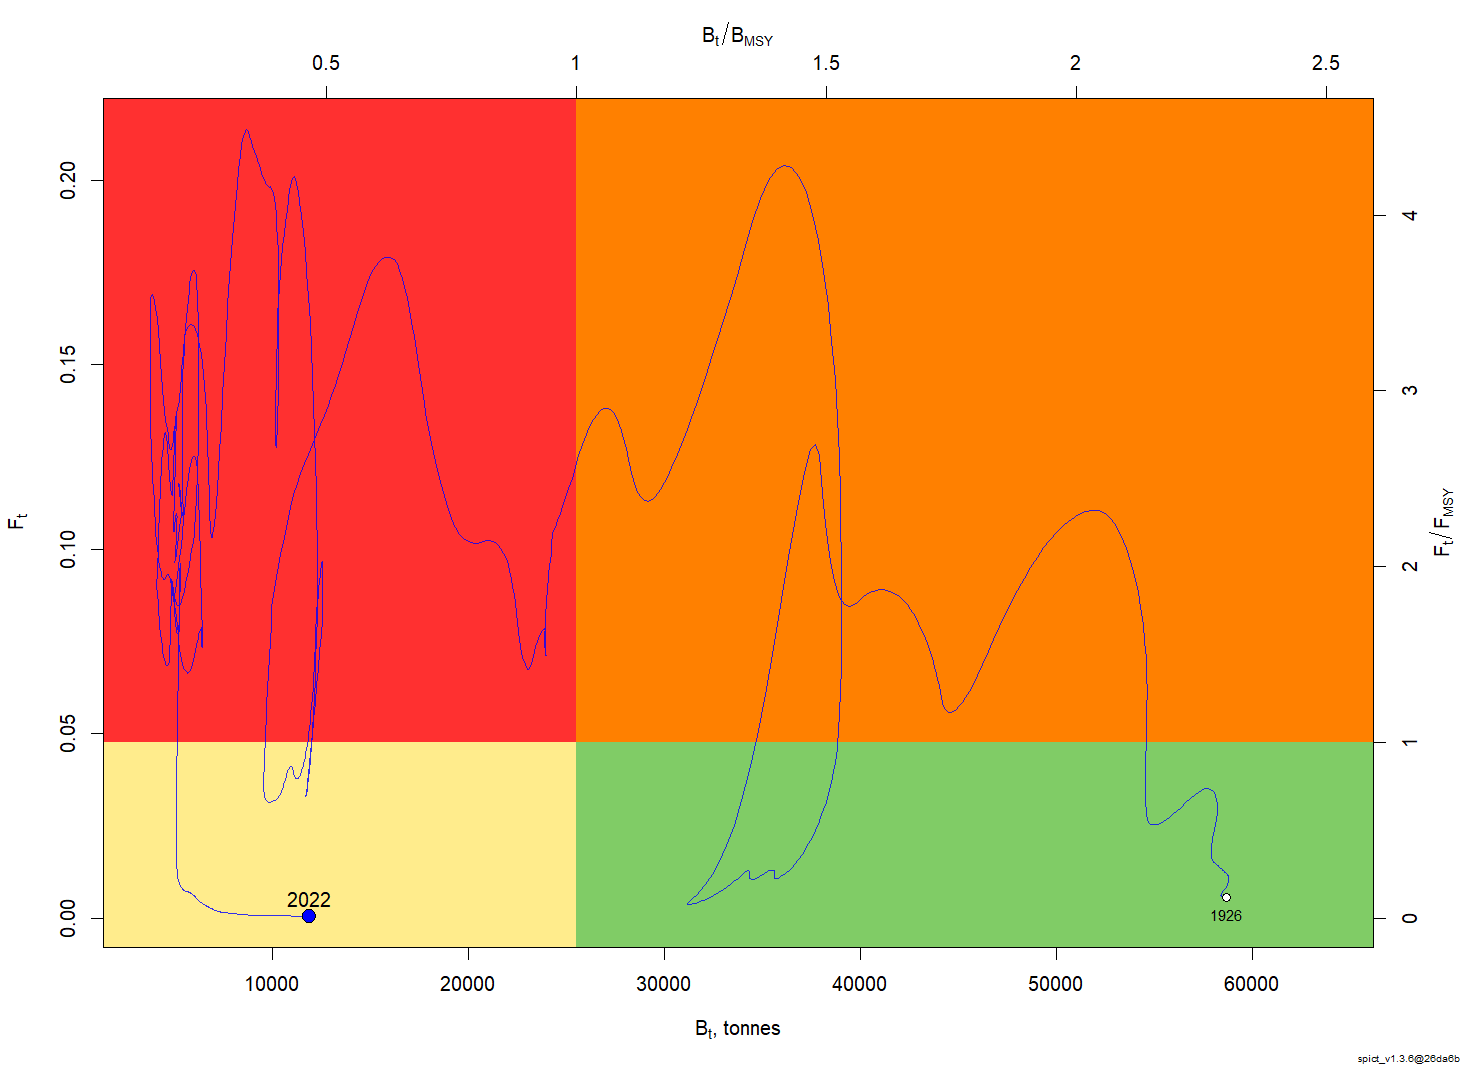 Bt/BMSY
0.5 1 1.5 2 2.5
0.00 0.05 0.10 0.15 0.20
Ft
0 1 2 3 4
Ft/FMSY
2022
1926
10000 20000 30000 40000 50000 60000
Bt, tonnes
spict_v1.3.6@26da6b